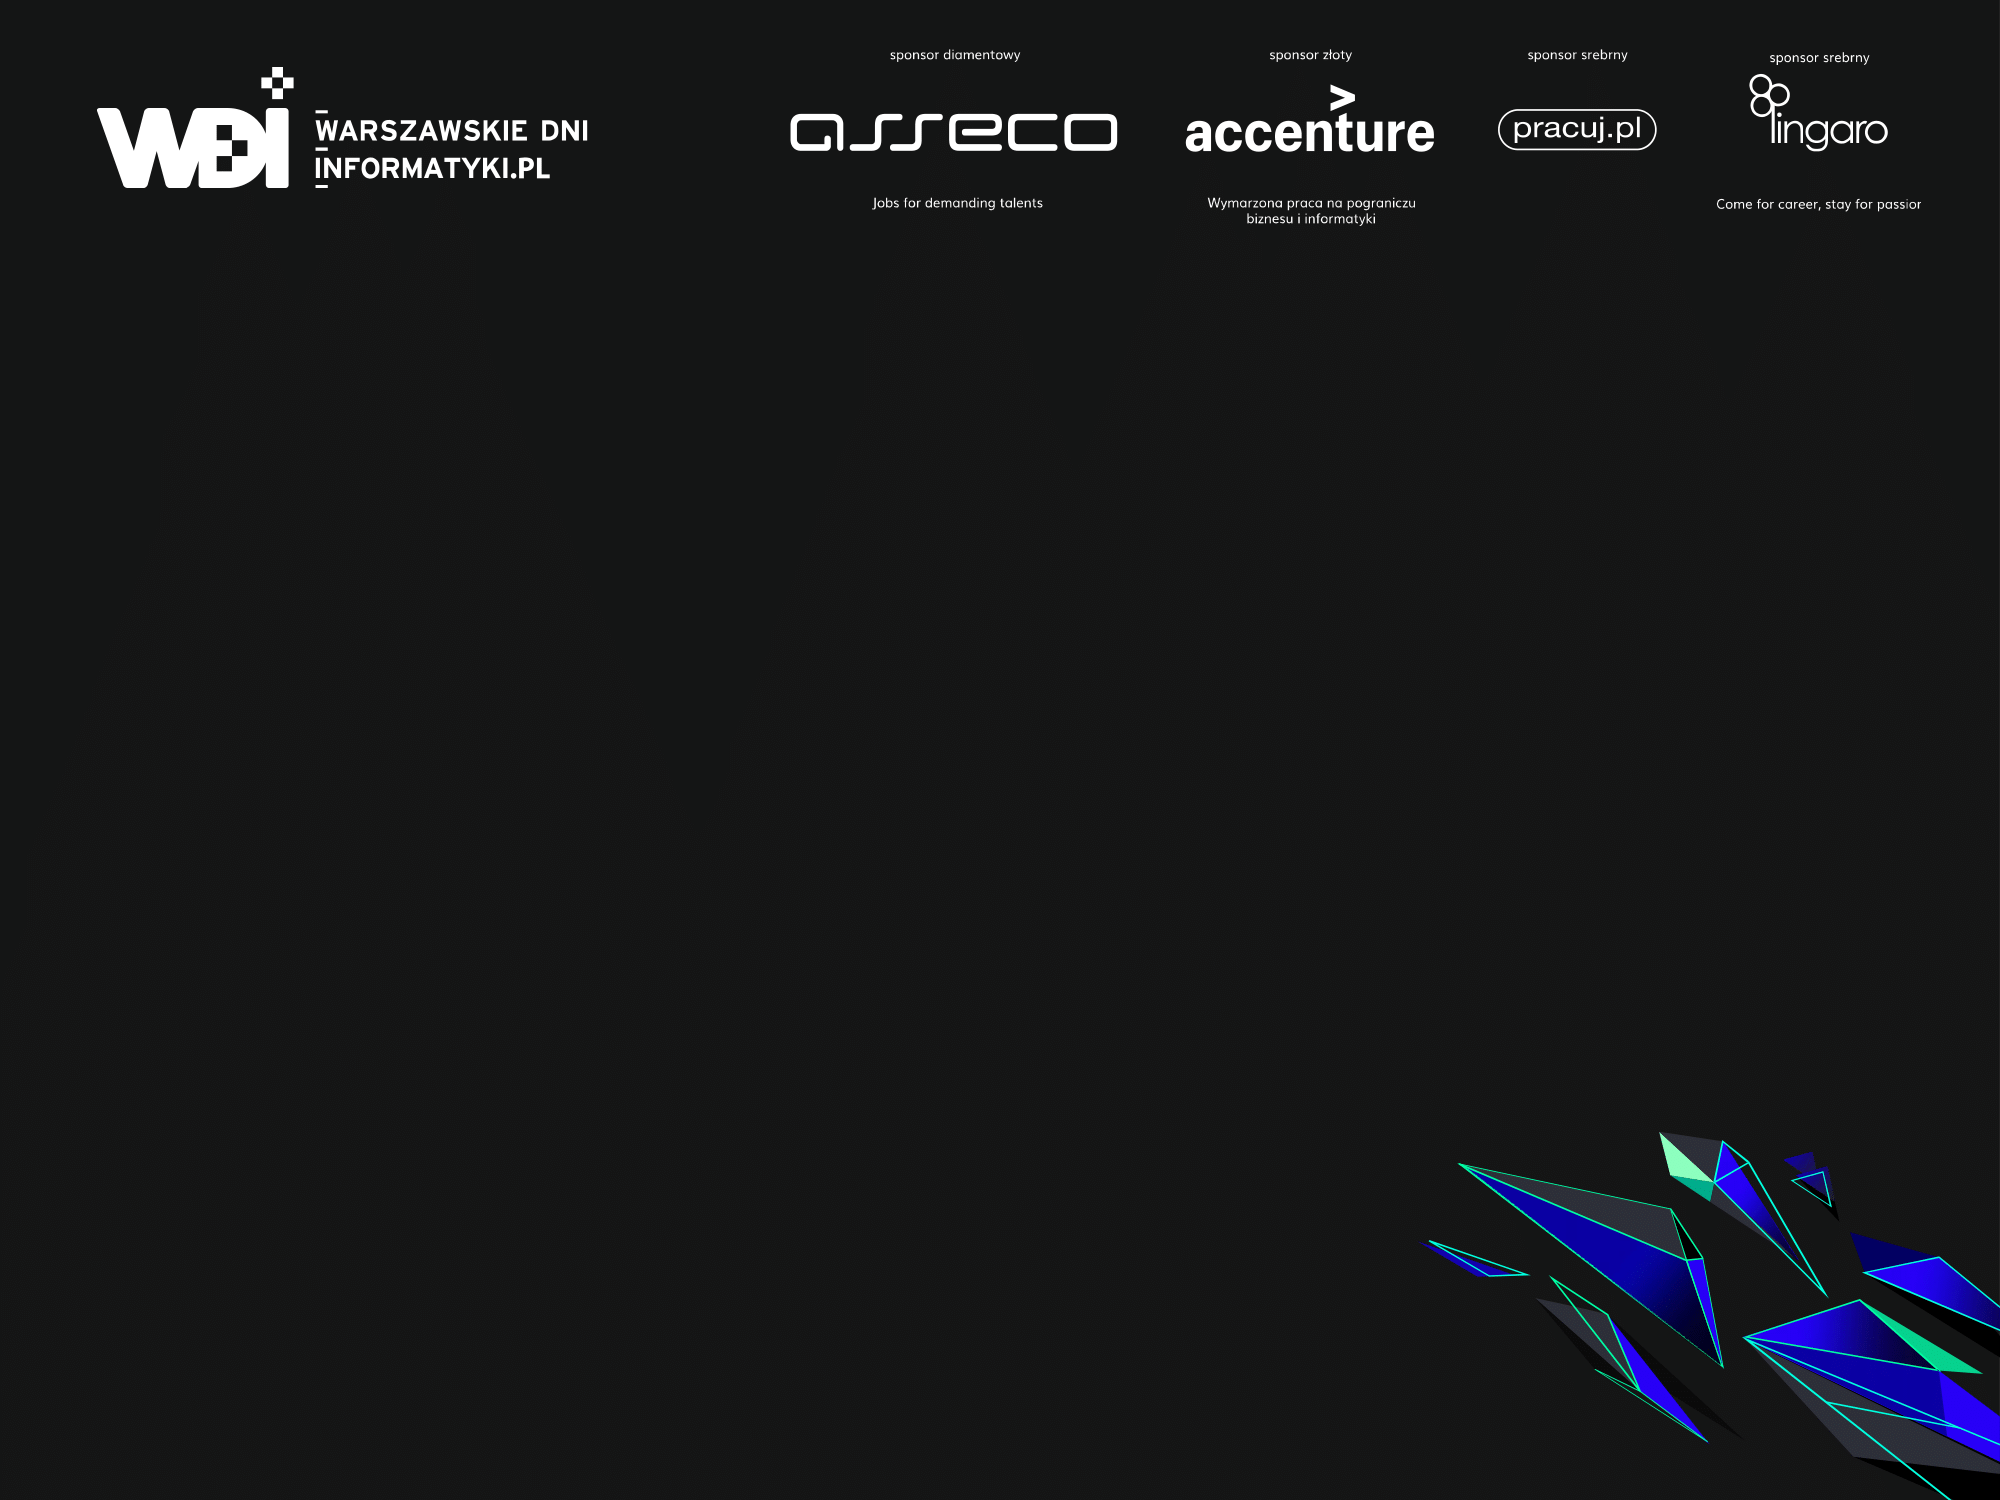 WDI
WARSZAWSKIE DNI
INFORMATYKI.PL
sponsor diamentowy
asseco
Jobs for demanding talents
sponsor złoty
>
accenture
Wymarzona praca na pograniczu
biznesu i informatyki
sponsor srebrny
pracuj.pl
sponsor srebrny
lingaro
Come for career, stay for passior